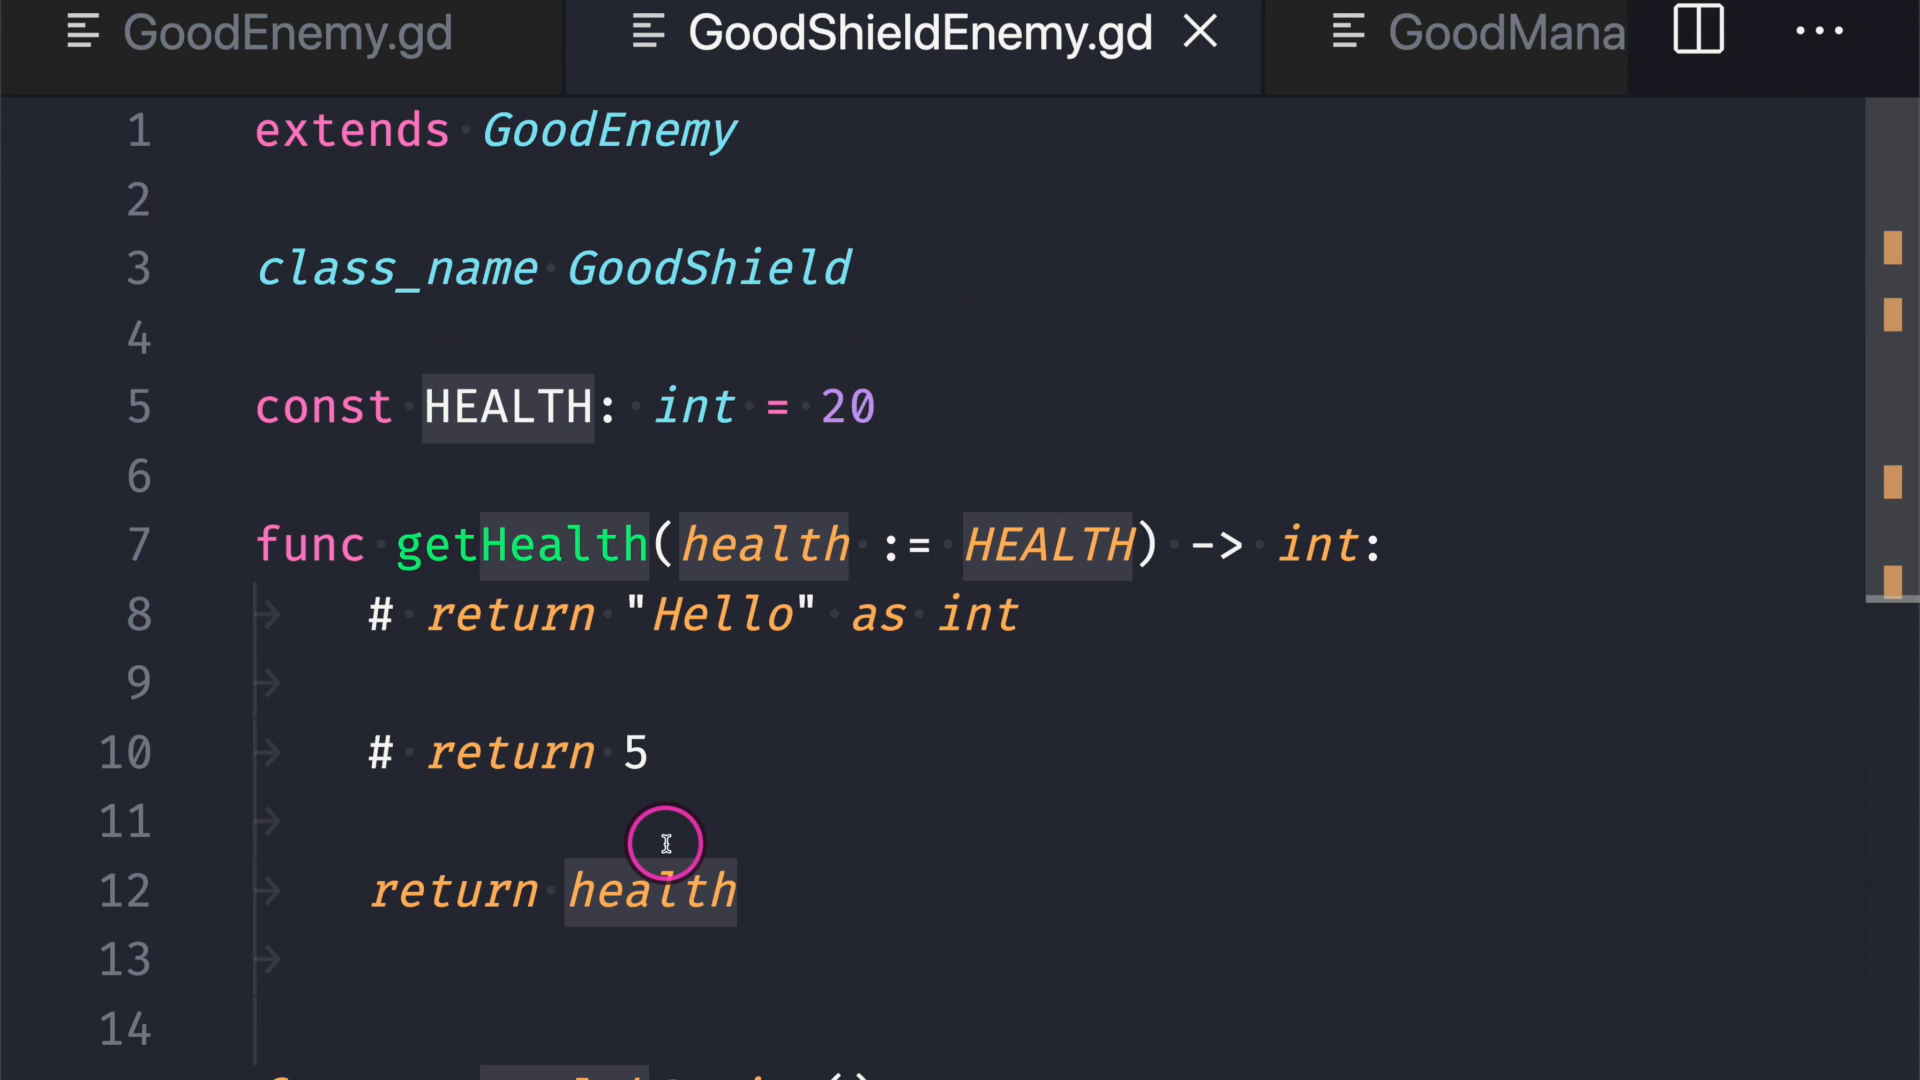 GoodEnemy.gd GoodShieldEnemy.gd GoodMana
1 extends GoodEnemy
2
3 class_name GoodShield
4
5 const HEALTH: int = 20
6
7 func getHealth(health := HEALTH) -> int:
8 # return "Hello" as int
9
10 # return 5
11
12 return health
13
14